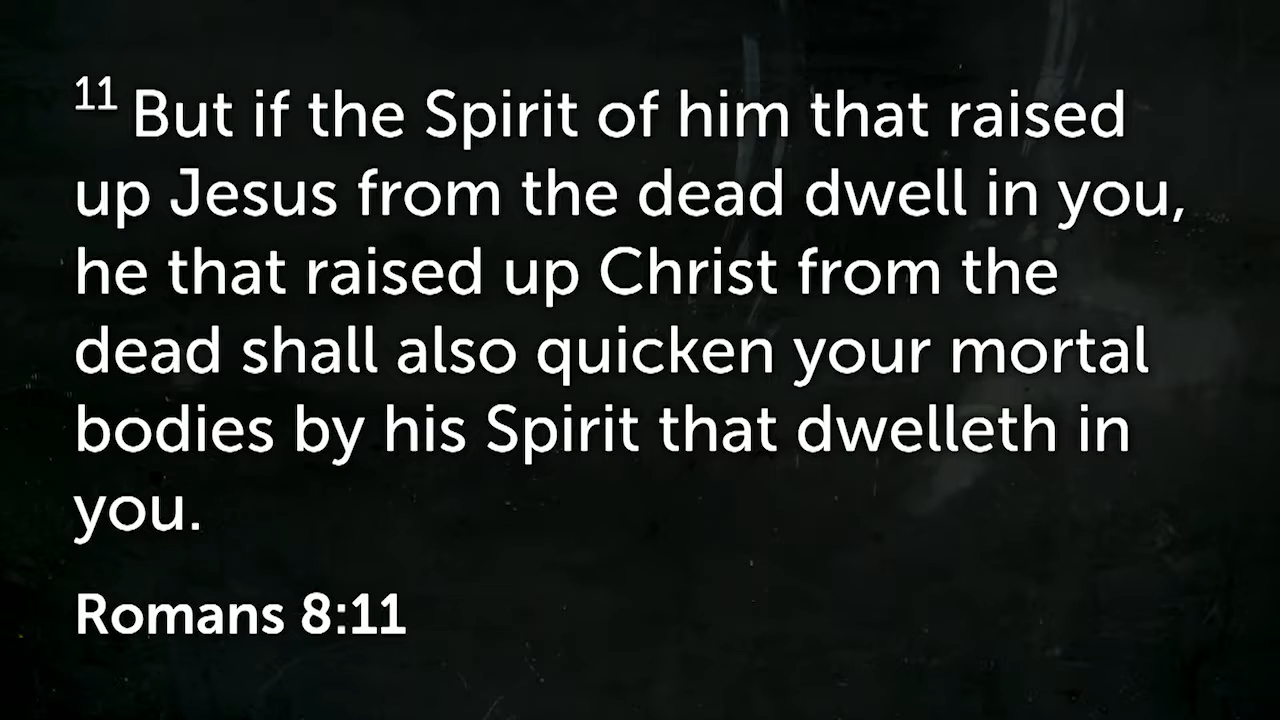 11 But if the Spirit of him that raised
up Jesus from the dead dwell in you,
he that raised up Christ from the
dead shall also quicken your mortal
bodies by his Spirit that dwelleth in
you.
Romans 8:11